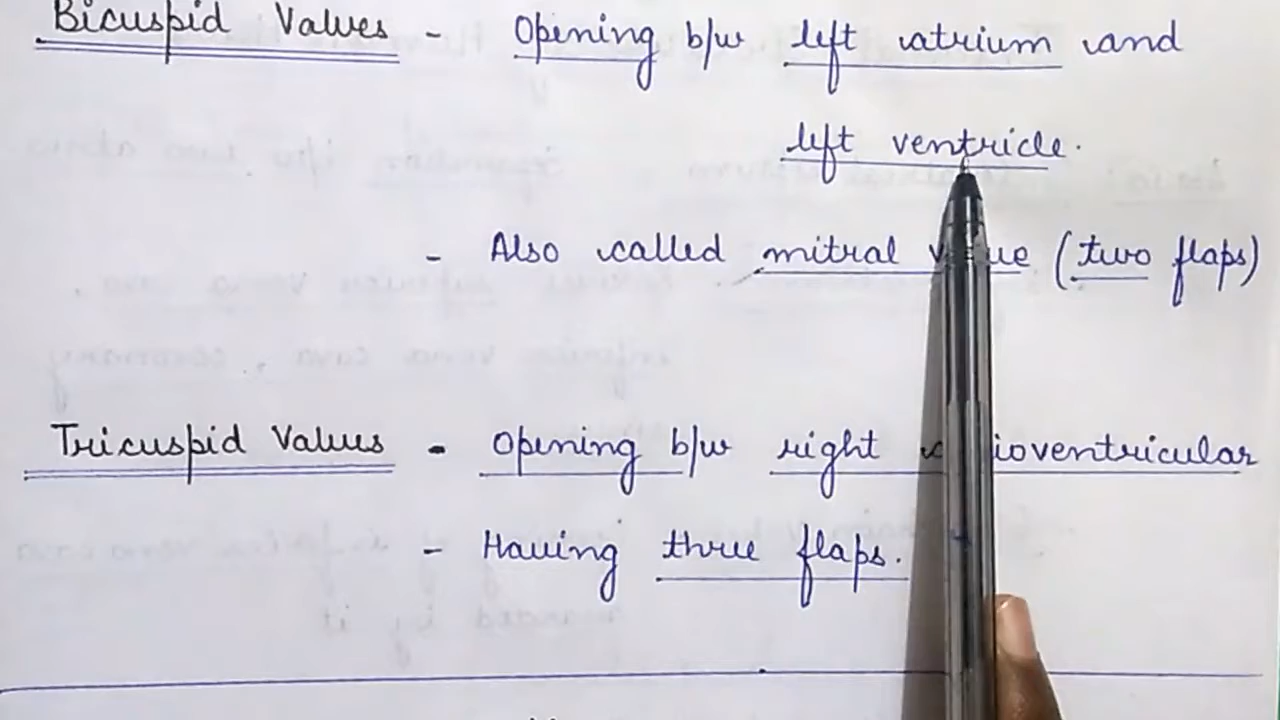 Bicuspid Valves - Opening b/w left atrium and
left ventricle.
- Also called mitral (two flaps)
Tricuspid Valves - Opening b/w right
- Having three flaps.